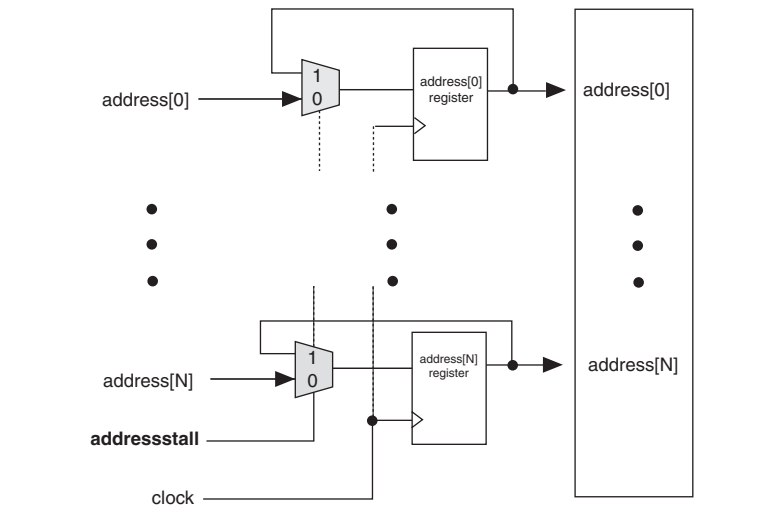 1
0
address[0]
address[0]
register
address[0]
1
0
address[N]
address[N]
register
address[N]
addressstall
clock